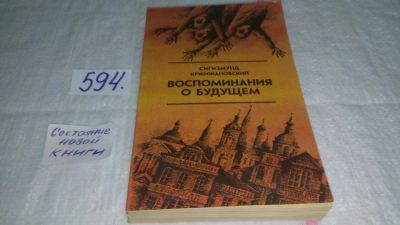 594.
Состояние
новой
книги
СИГИЗМУНД
КРЖИЖАНОВСКИЙ
ВОСПОМИНАНИЯ
О БУДУЩЕМ